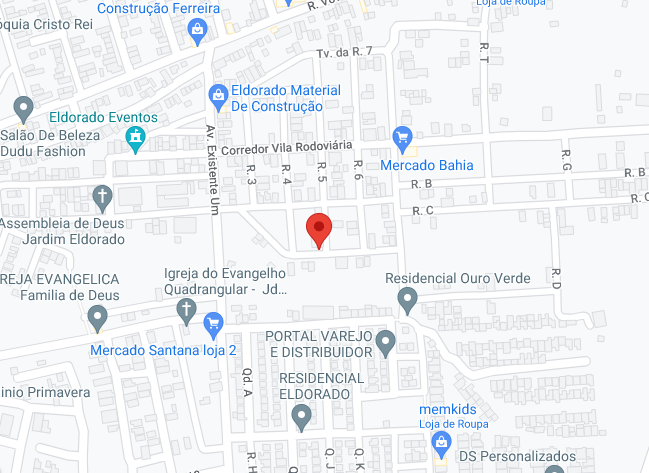 Loja de Roupa
Construção Ferreira
R. Vo
oquia Cristo Rei
Tv. da R. 7
R. T
Eldorado Material
De Construção
Eldorado Eventos
Salão De Beleza
Dudu Fashion
Av. Existente Um
Corredor Vila Rodoviária
Mercado Bahia
R. 3
R. 4
R. 5
R. 6
R. G
R. B
R. B
R. C
R. C
Assembleia de Deus
Jardim Eldorado
R. D
REJA EVANGELICA
Familia de Deus
Igreja do Evangelho
Quadrangular - Jd...
Residencial Ouro Verde
Mercado Santana loja 2
PORTAL VAREJO
E DISTRIBUIDOR
Qd. A
RESIDENCIAL
ELDORADO
inio Primavera
memkids
Loja de Roupa
R. H
Q. J
Q. K
DS Personalizados